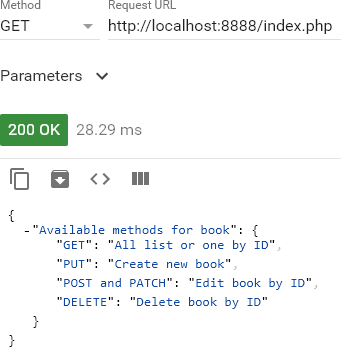 Method Request URL
GET http://localhost:8888/index.php
Parameters
200 OK 28.29 ms
{
-"Available methods for book": {
"GET": "All list or one by ID",
"PUT": "Create new book",
"POST and PATCH": "Edit book by ID",
"DELETE": "Delete book by ID"
}
}